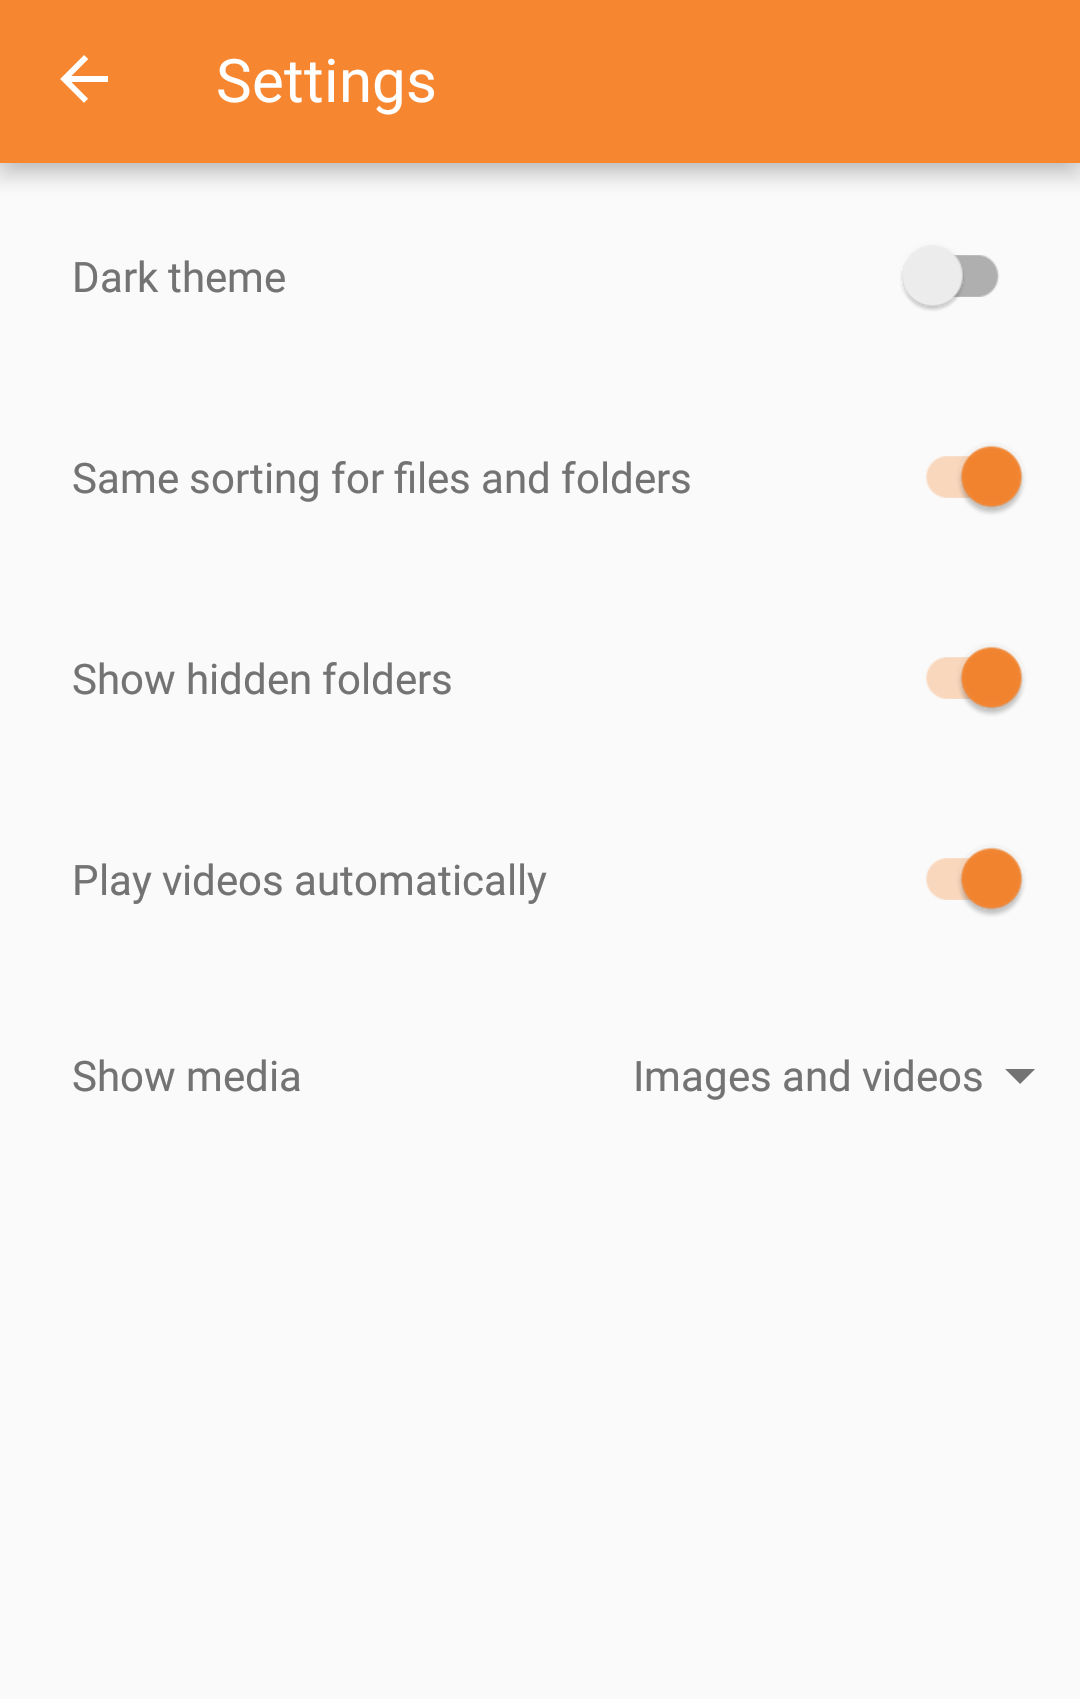 Settings
Dark theme
Same sorting for files and folders
Show hidden folders
Play videos automatically
Show media Images and videos